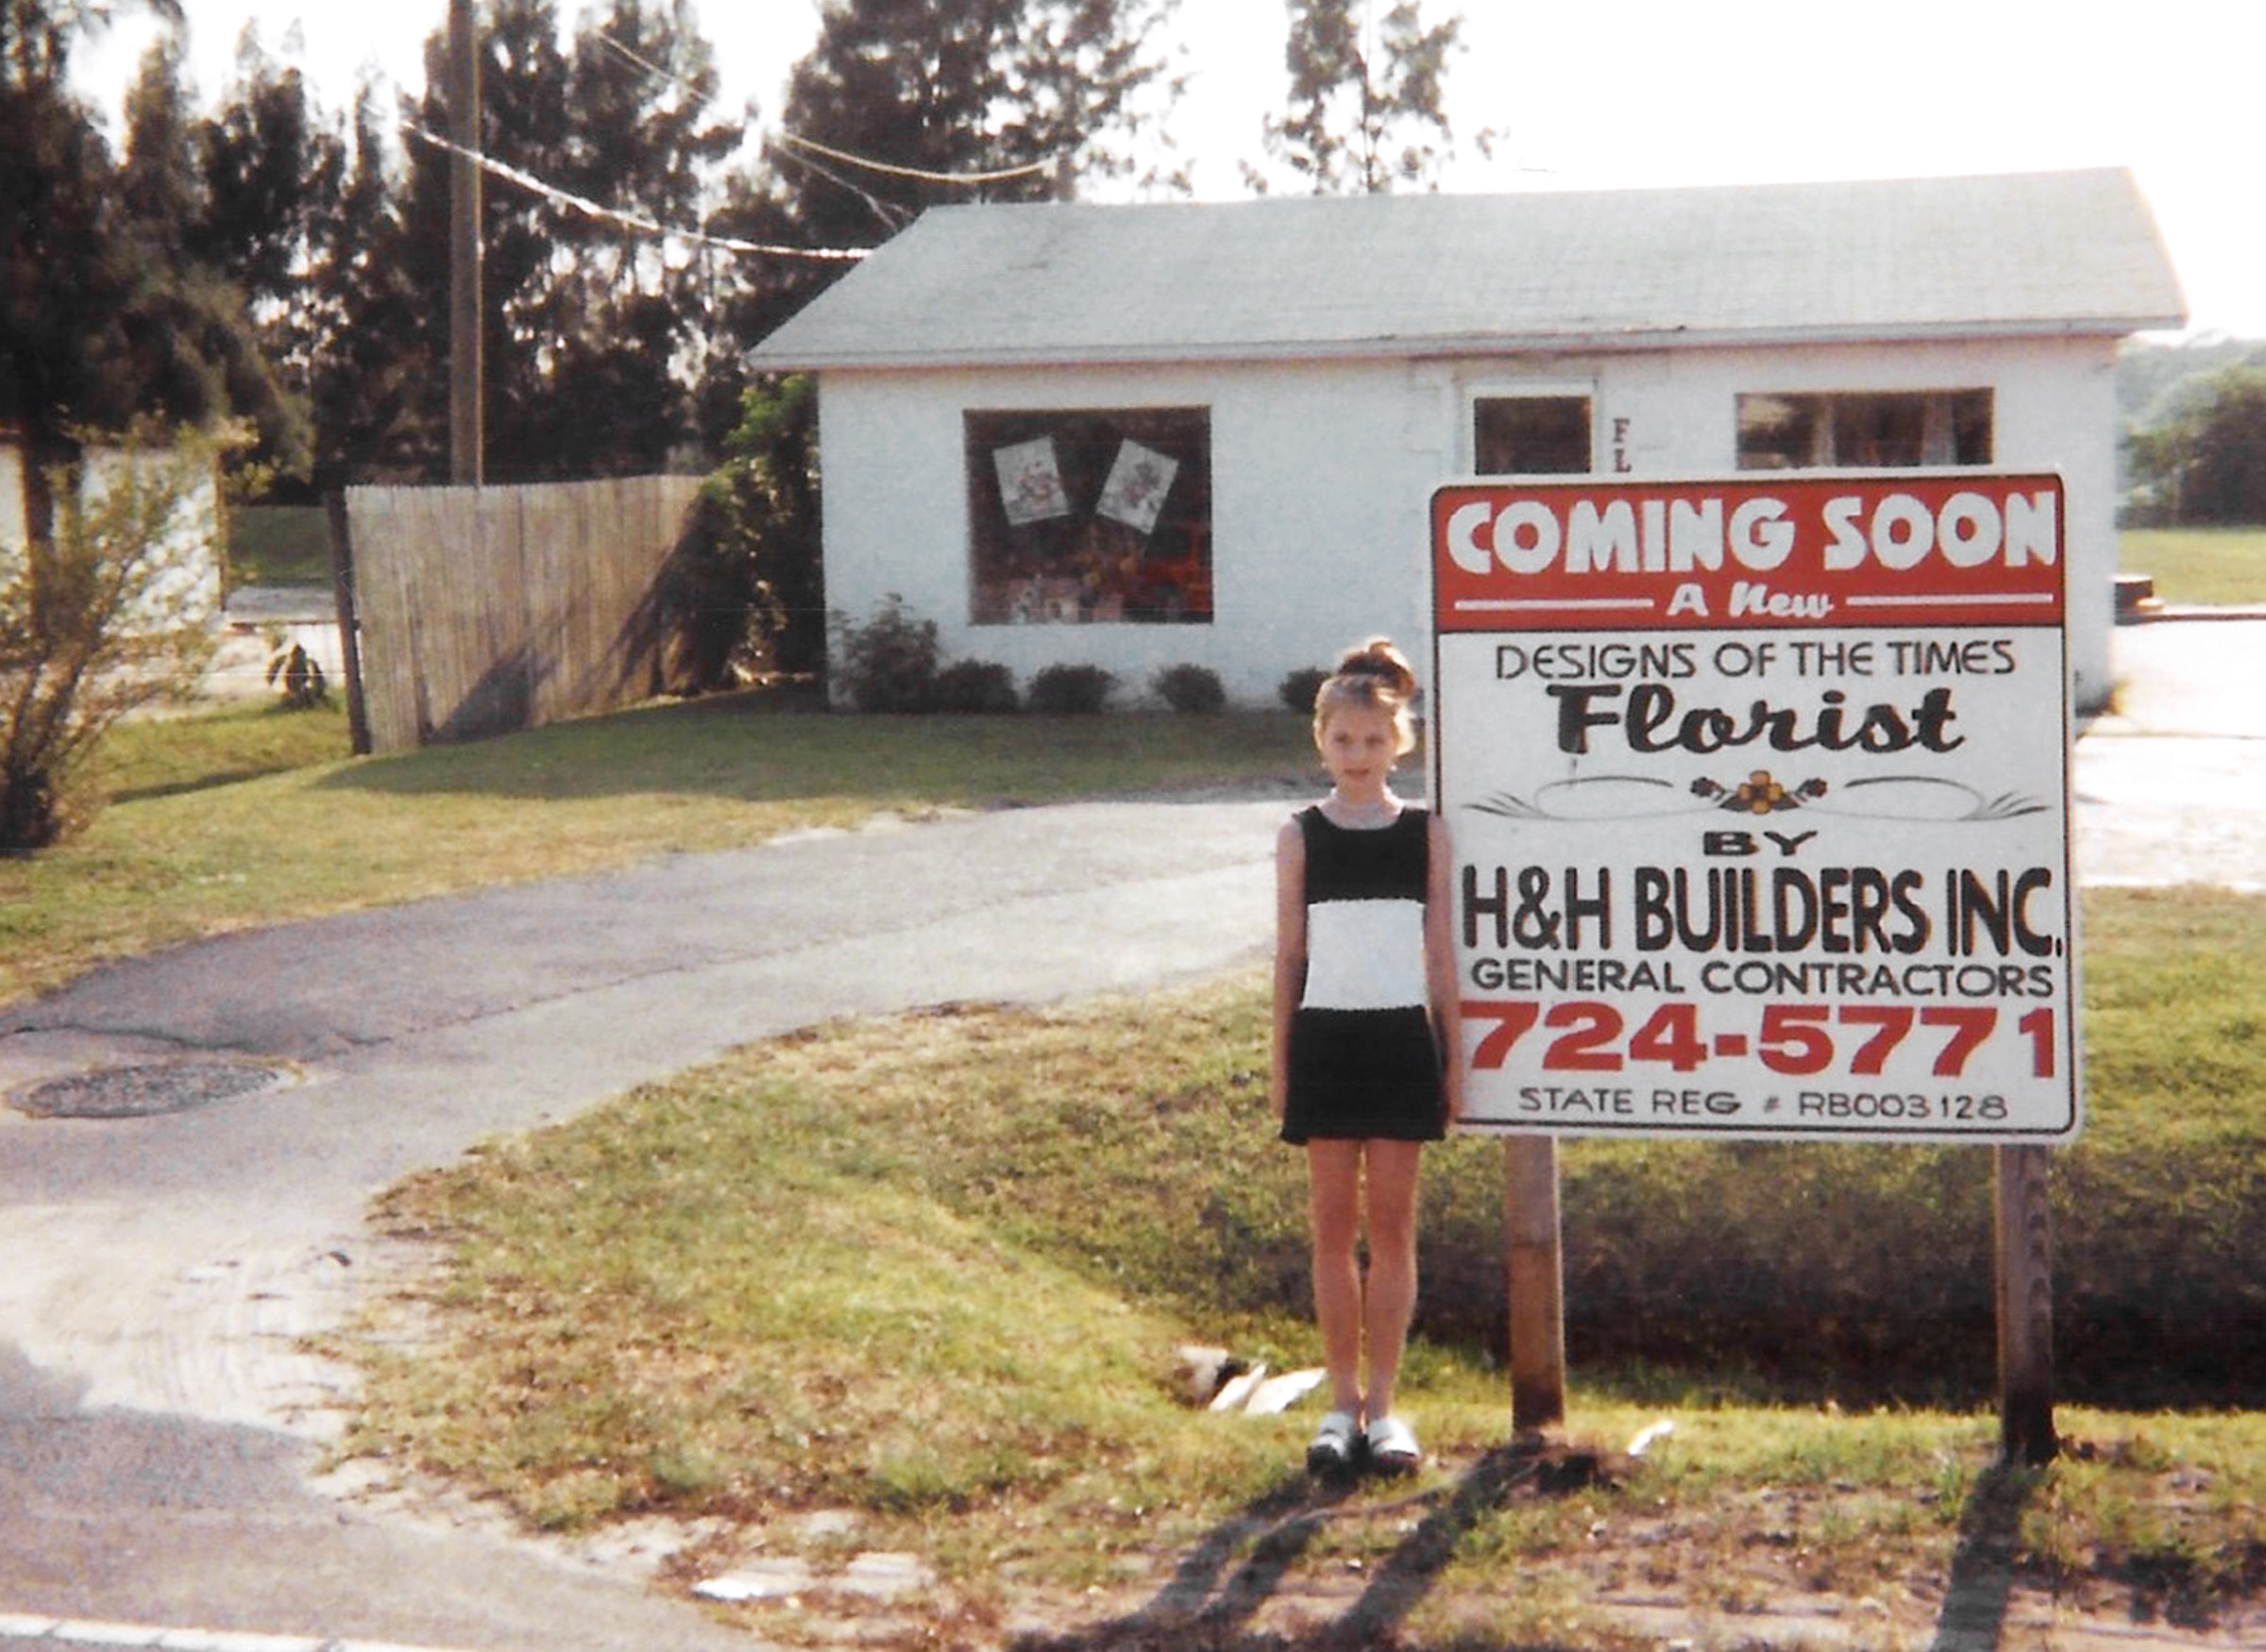 F
L
COMING SOON
A New
DESIGNS OF THE TIMES
Florist
BY
H&H BUILDERS INC.
GENERAL CONTRACTORS
724-5771
STATE REG # RB003128